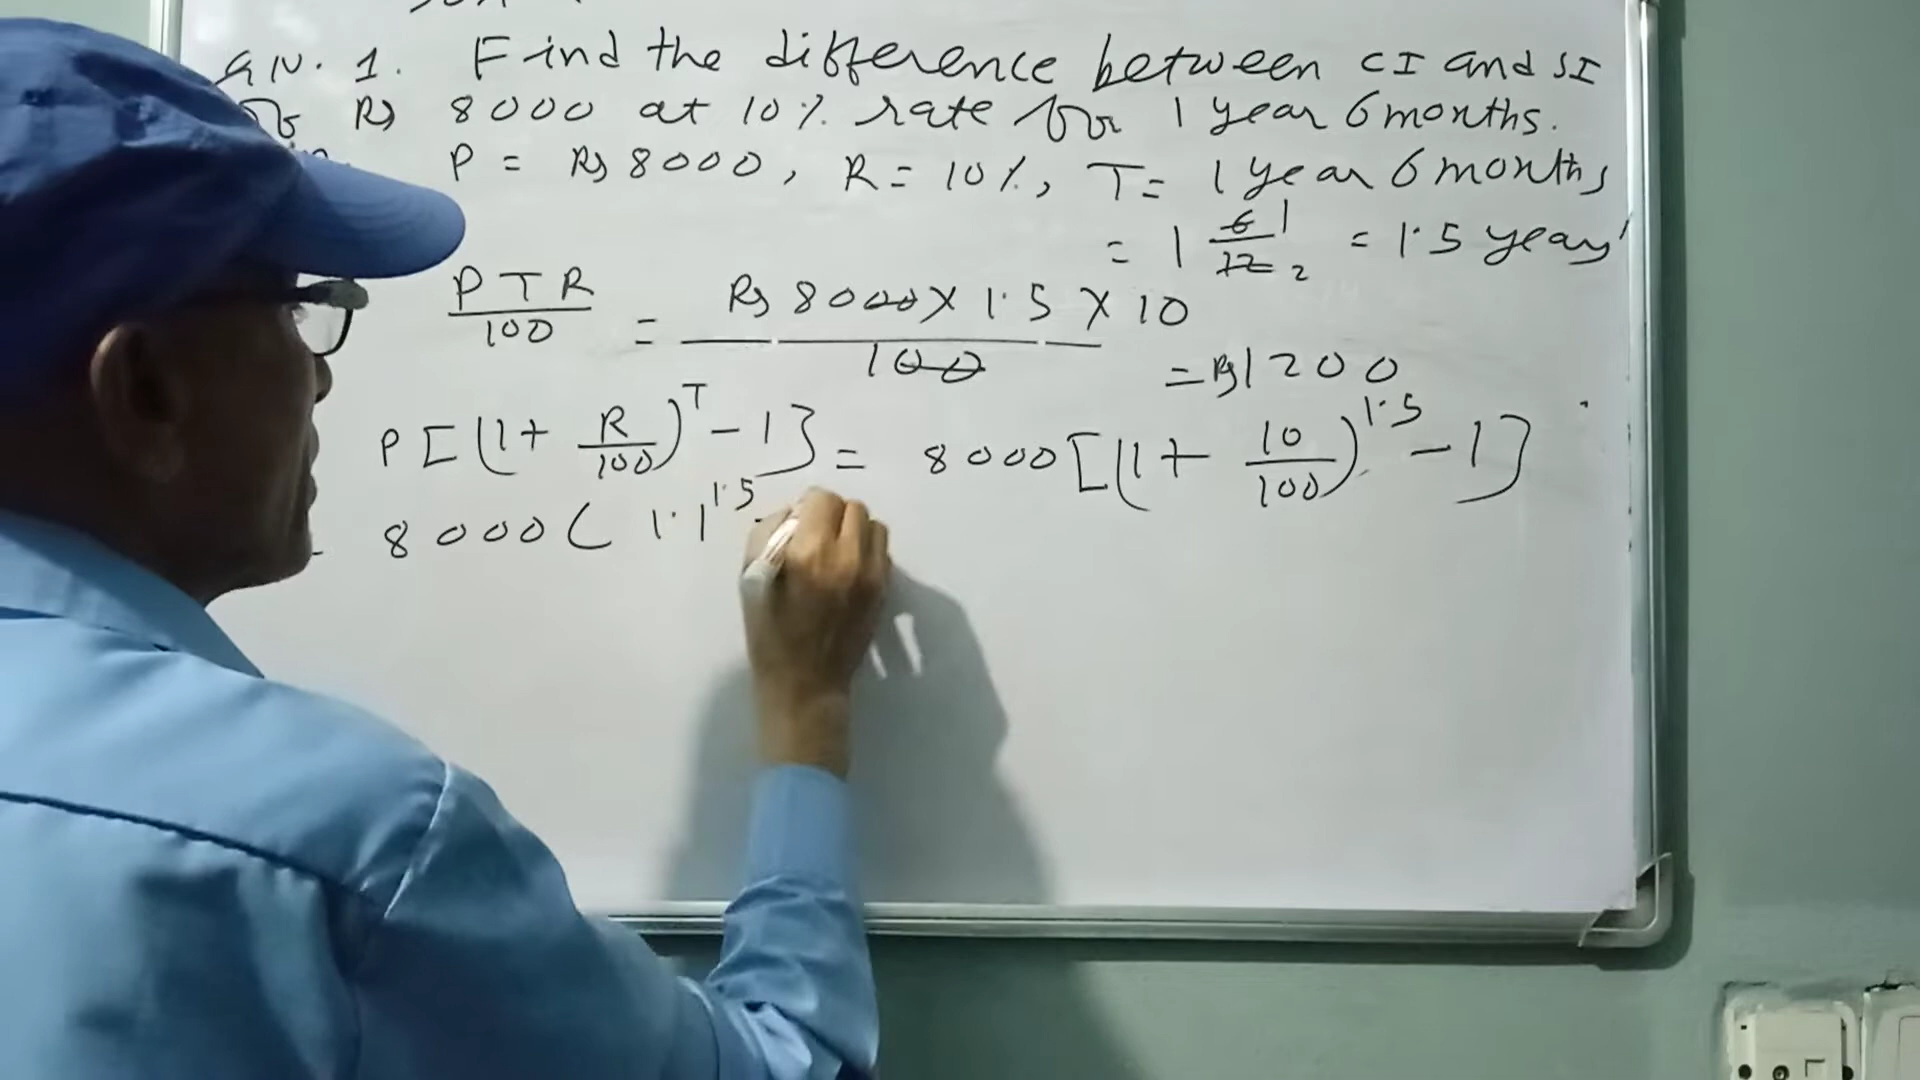 QN. 1. Find the difference between CI and SI
of Rs 8000 at 10% rate for 1 year 6 months.
P = Rs 8000, R = 10%, T = 1 year 6 months
= 1 6/12 1/2 = 1.5 years
PTR/100 = Rs 8000 X 1.5 X 10/100
= Rs 1200
P[(1+ R/100)^T - 1] = 8000[(1+ 10/100)^1.5 - 1]
= 8000 ( 1.1^1.5